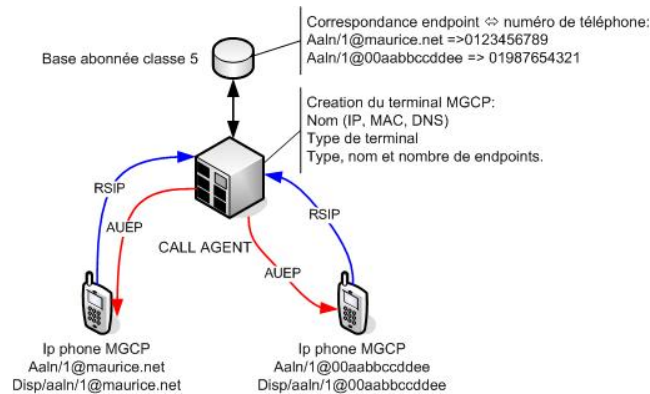 Correspondance endpoint ⇔ numéro de téléphone:
Aaln/1@maurice.net =>0123456789
Aaln/1@00aabbccddee => 01987654321
Base abonnée classe 5
Creation du terminal MGCP:
Nom (IP, MAC, DNS)
Type de terminal
Type, nom et nombre de endpoints.
RSIP
AUEP
CALL AGENT
RSIP
AUEP
Ip phone MGCP
Aaln/1@maurice.net
Disp/aaln/1@maurice.net
Ip phone MGCP
Aaln/1@00aabbccddee
Disp/aaln/1@00aabbccddee